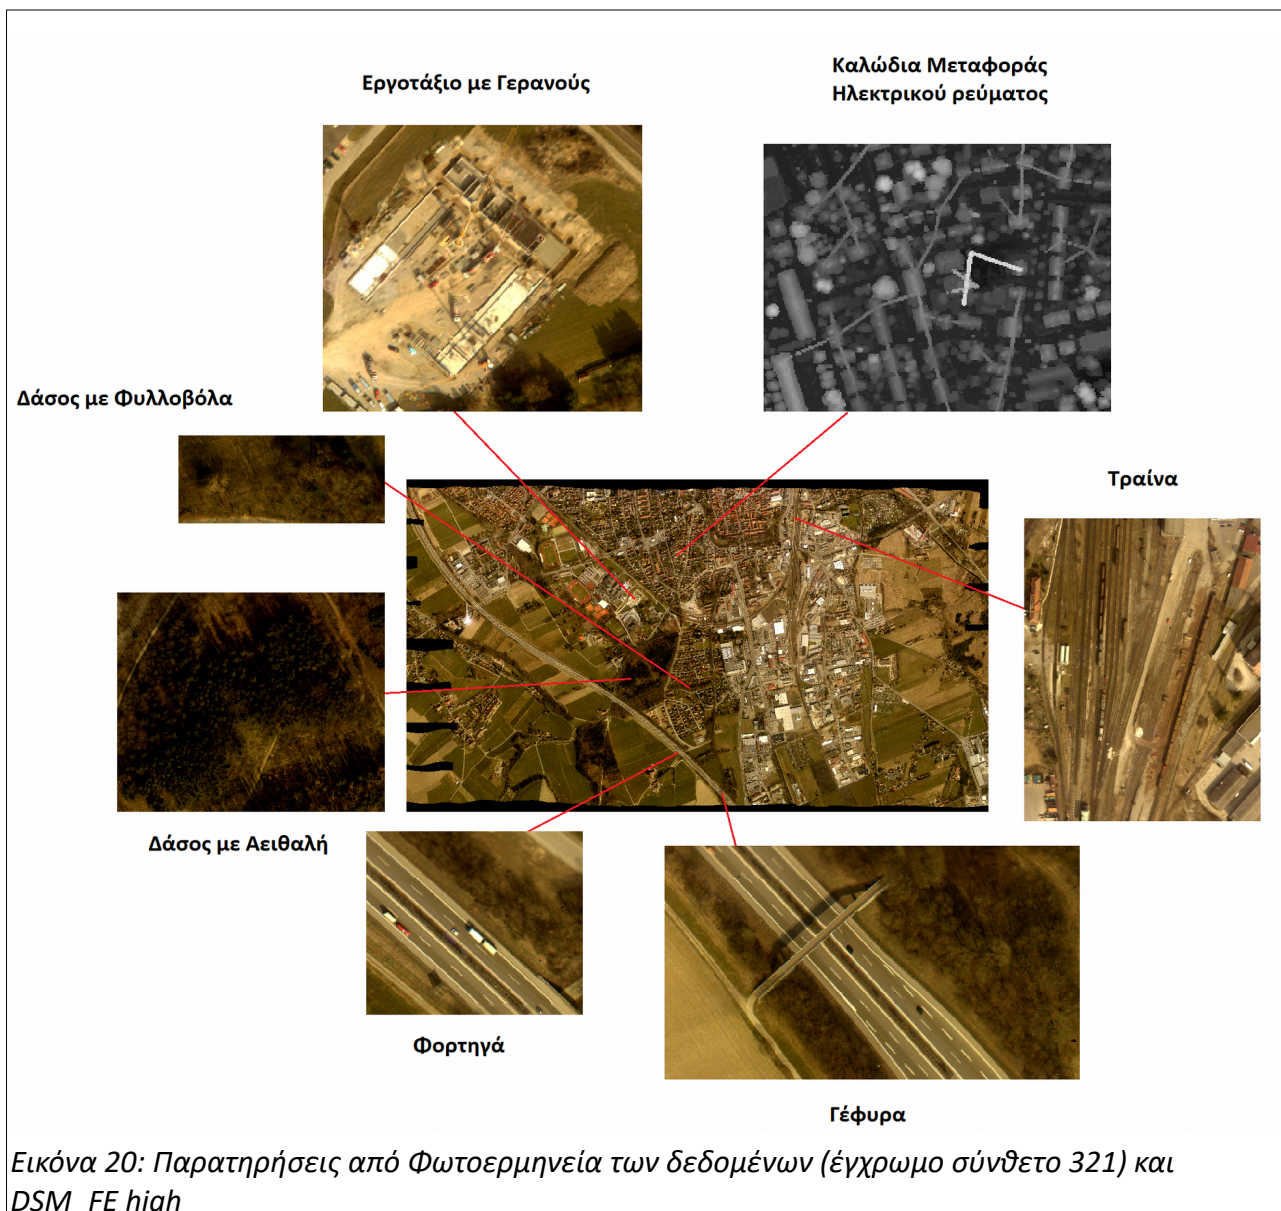 Εργοτάξιο με Γερανούς
Καλώδια Μεταφοράς
Ηλεκτρικού ρεύματος
Δάσος με Φυλλοβόλα
Τραίνα
Δάσος με Αειθαλή
Φορτηγά
Γέφυρα
Εικόνα 20: Παρατηρήσεις από Φωτοερμηνεία των δεδομένων (έγχρωμο σύνθετο 321) και
DSM_FE high